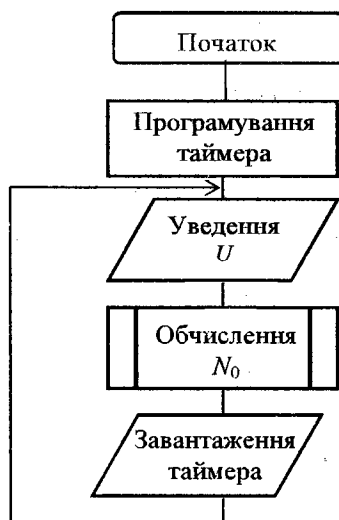 Початок
Програмування
таймера
Уведення
U
Обчислення
N₀
Завантаження
таймера